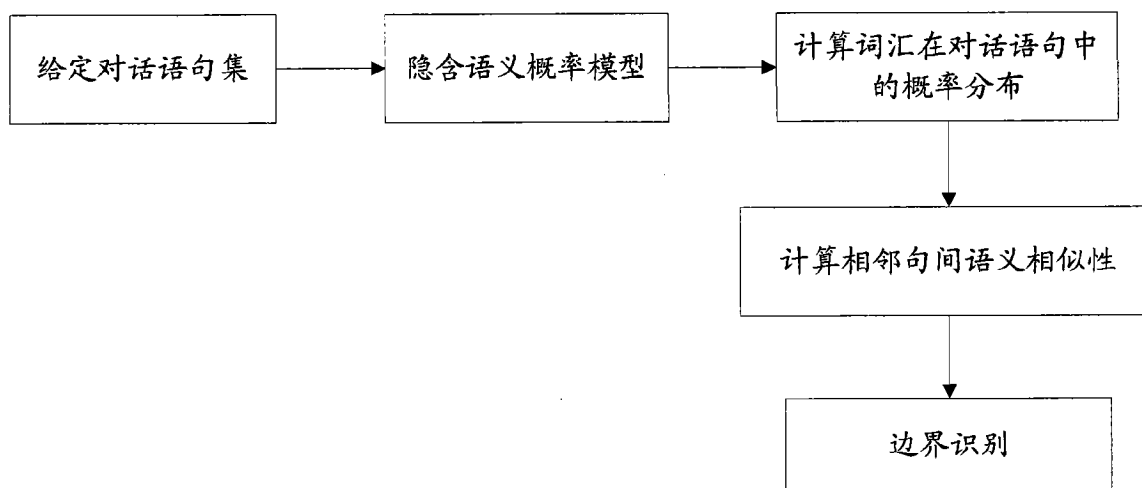 给定对话语句集
隐含语义概率模型
计算词汇在对话语句中
的概率分布
计算相邻句间语义相似性
边界识别